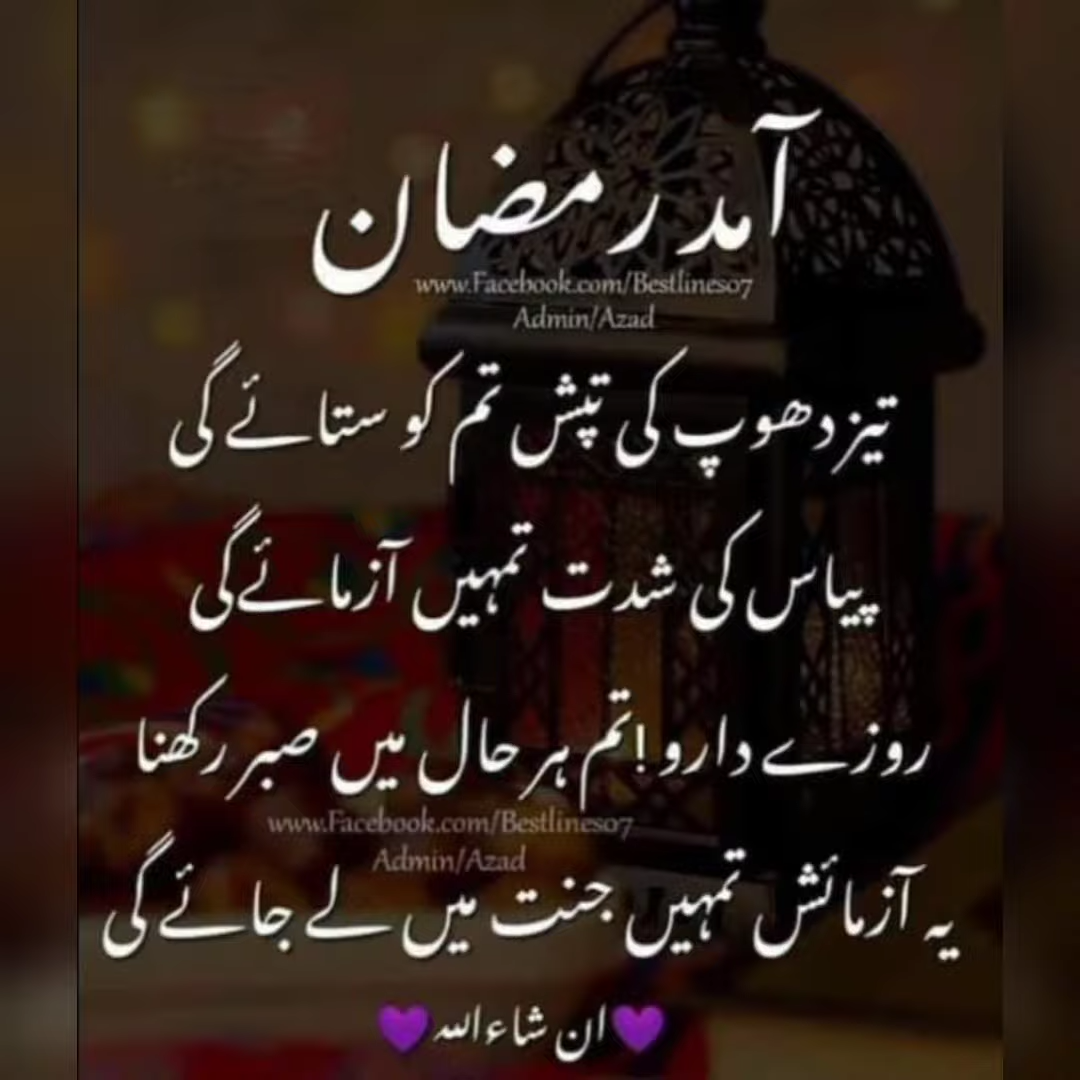 آمد رمضان
www.Facebook.com/Bestlines07
Admin/Azad
تیز دھوپ کی تپش تم کو ستائے گی
پیاس کی شدت تمہیں آزمائے گی
روزے دارو! تم ہر حال میں صبر رکھنا
www.Facebook.com/Bestlines07
Admin/Azad
یہ آزمائش تمہیں جنت میں لے جائے گی
💜ان شاءاللہ💜